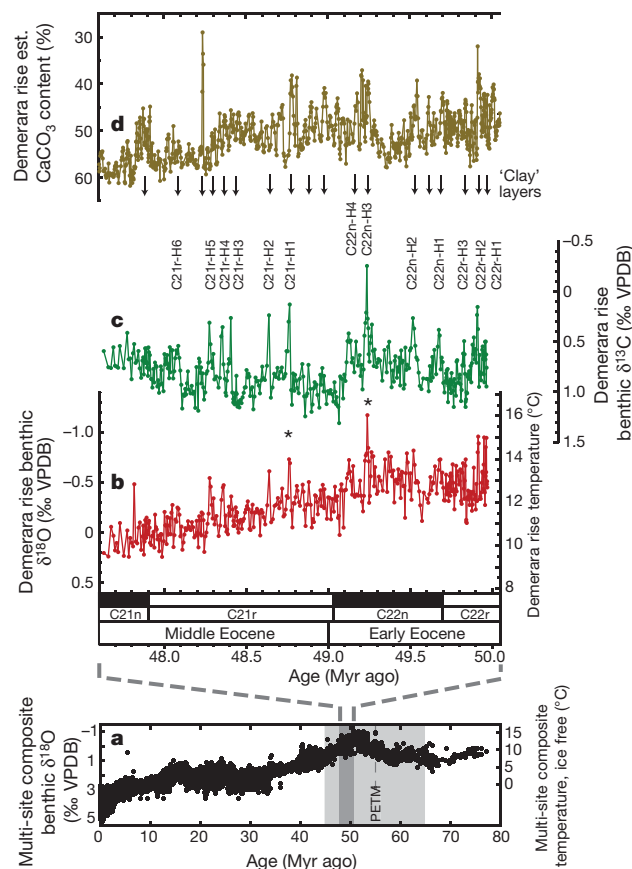 Demerara rise est.
CaCO3 content (%)
30
40
50
60
d
'Clay'
layers
C21r-H6
C21r-H5
C21r-H4
C21r-H3
C21r-H2
C21r-H1
C22n-H4
C22n-H3
C22n-H2
C22n-H1
C22r-H3
C22r-H2
C22r-H1
–0.5
0
0.5
1.0
1.5
Demerara rise
benthic δ13C (‰ VPDB)
c
*
*
Demerara rise benthic
δ18O (‰ VPDB)
–1.0
–0.5
0
0.5
b
16
14
12
10
8
Demerara rise temperature (°C)
C21n
C21r
C22n
C22r
Middle Eocene
Early Eocene
48.0
48.5
49.0
49.5
50.0
Age (Myr ago)
Multi-site composite
benthic δ18O
(‰ VPDB)
–1
1
3
5
a
PETM
15
10
5
0
Multi-site composite
temperature, ice free (°C)
0 10 20 30 40 50 60 70 80
Age (Myr ago)